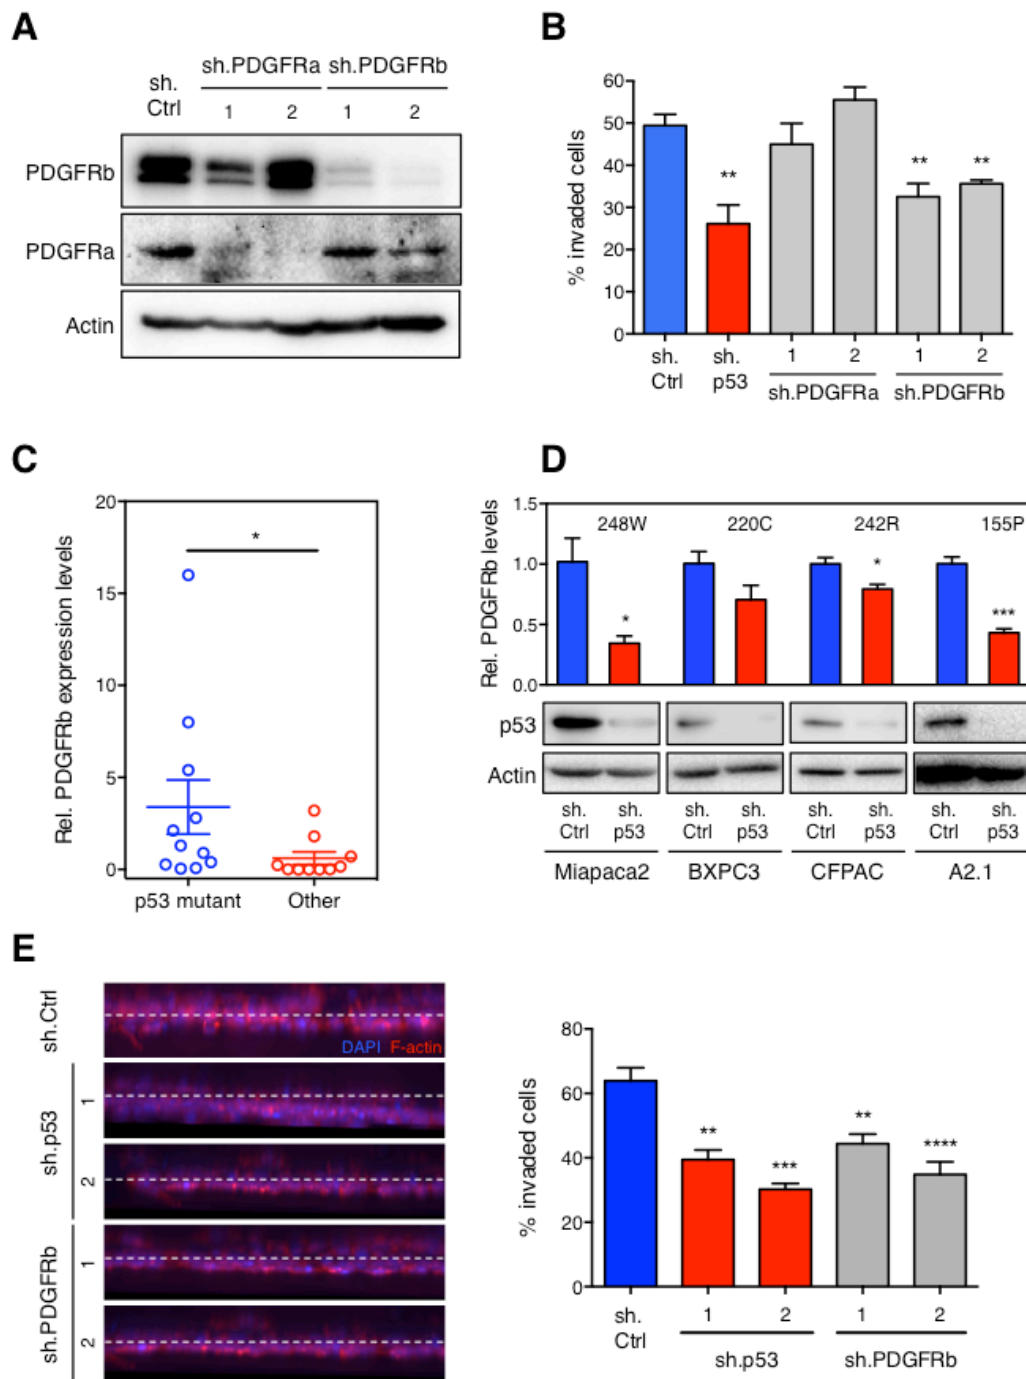 A
sh.
Ctrl
sh.PDGFRa sh.PDGFRb
1 2 1 2
PDGFRb
PDGFRa
Actin
B
% invaded cells
60
50
40
30
20
10
0
** ** **
sh.
Ctrl
sh.
p53
1 2 1 2
sh.PDGFRa sh.PDGFRb
C
Rel. PDGFRb expression levels
20
15
10
5
0
*
p53 mutant Other
D
Rel. PDGFRb levels
1.5
1.0
0.5
0.0
248W 220C 242R 155P
* * ***
p53
Actin
sh. sh. sh. sh. sh. sh. sh. sh.
Ctrl p53 Ctrl p53 Ctrl p53 Ctrl p53
Miapaca2 BXPC3 CFPAC A2.1
E
sh.Ctrl
DAPI F-actin
sh.p53
1
2
sh.PDGFRb
1
2
% invaded cells
80
60
40
20
0
** *** ** ****
sh.
Ctrl
1 2 1 2
sh.p53 sh.PDGFRb